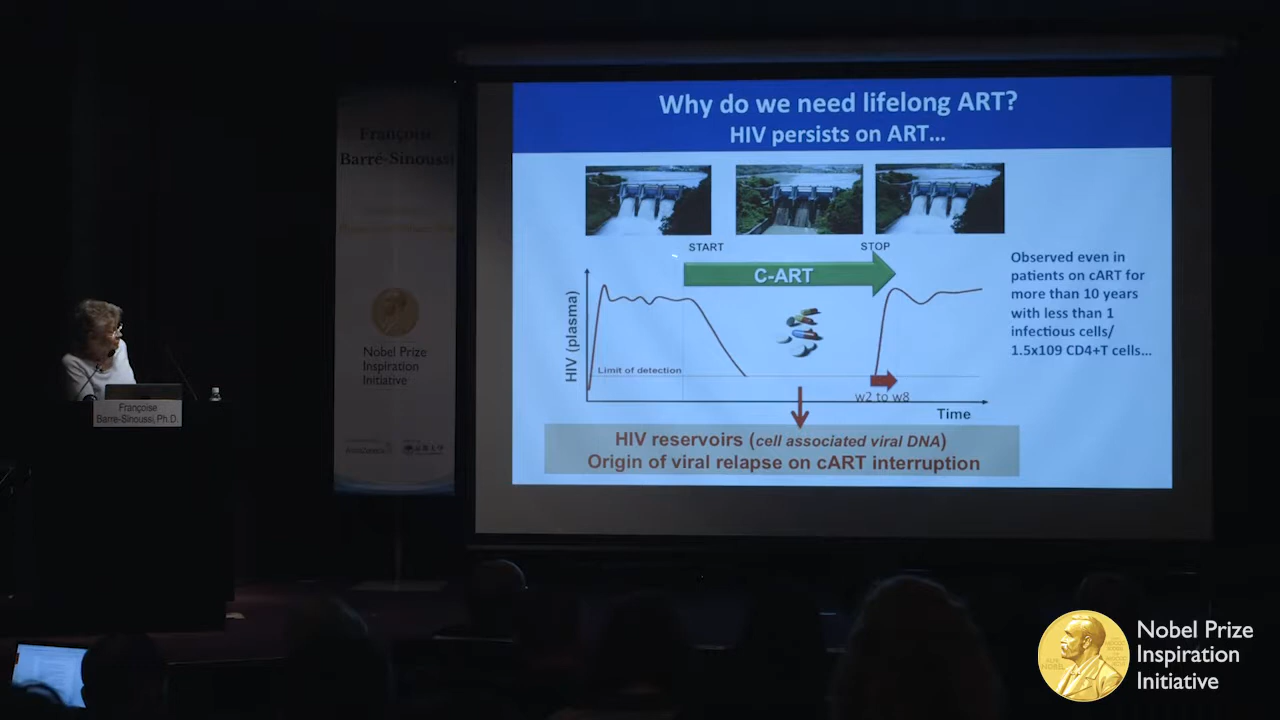 Why do we need lifelong ART?
HIV persists on ART...
START
STOP
C-ART
Observed even in
patients on cART for
more than 10 years
with less than 1
infectious cells/
1.5x109 CD4+T cells...
HIV (plasma)
Limit of detection
w2 to w8
Time
HIV reservoirs (cell associated viral DNA)
Origin of viral relapse on cART interruption
Françoise
Barré-Sinoussi
Nobel Prize
Inspiration
Initiative
Françoise
Barre-Sinoussi, Ph.D.
Nobel Prize
Inspiration
Initiative